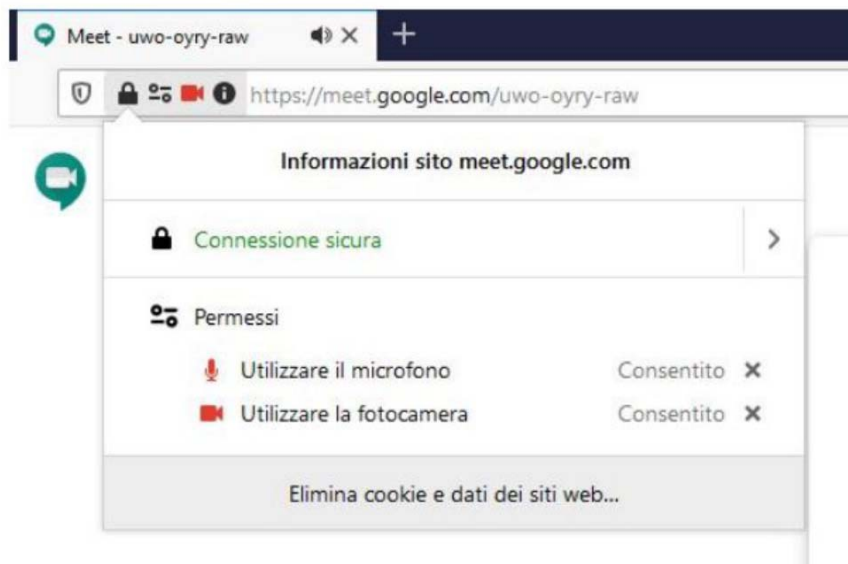 Meet - uwo-oyry-raw
https://meet.google.com/uwo-oyry-raw
Informazioni sito meet.google.com
Connessione sicura
Permessi
Utilizzare il microfono Consentito
Utilizzare la fotocamera Consentito
Elimina cookie e dati dei siti web...